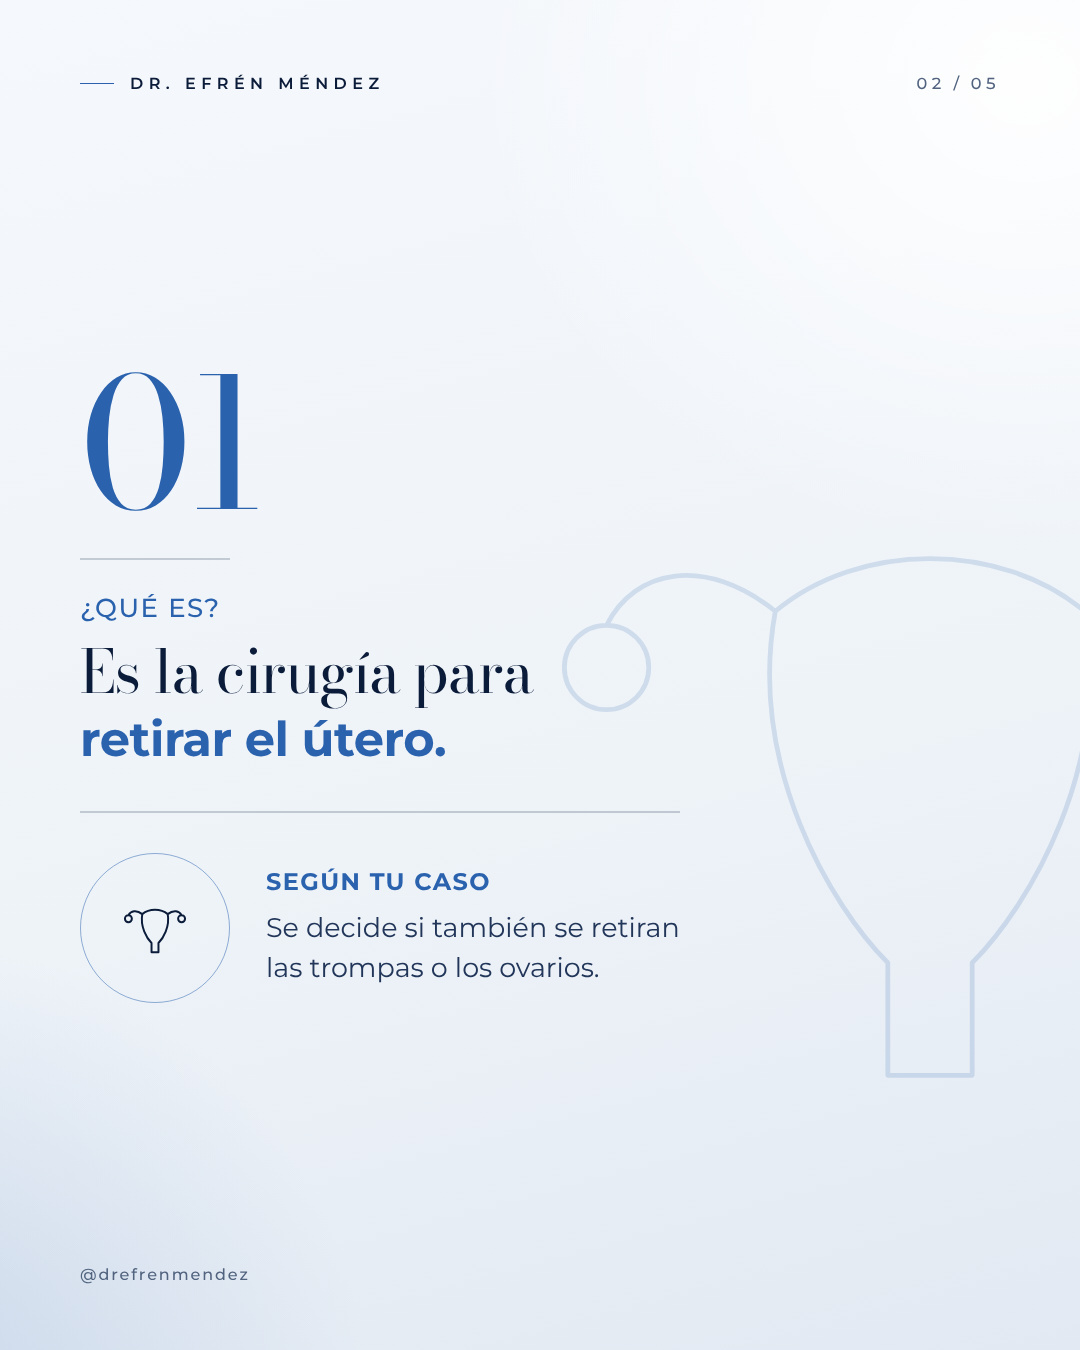 DR. EFRÉN MÉNDEZ
02 / 05
01
¿QUÉ ES?
Es la cirugía para
retirar el útero.
SEGÚN TU CASO
Se decide si también se retiran
las trompas o los ovarios.
@drefrenmendez